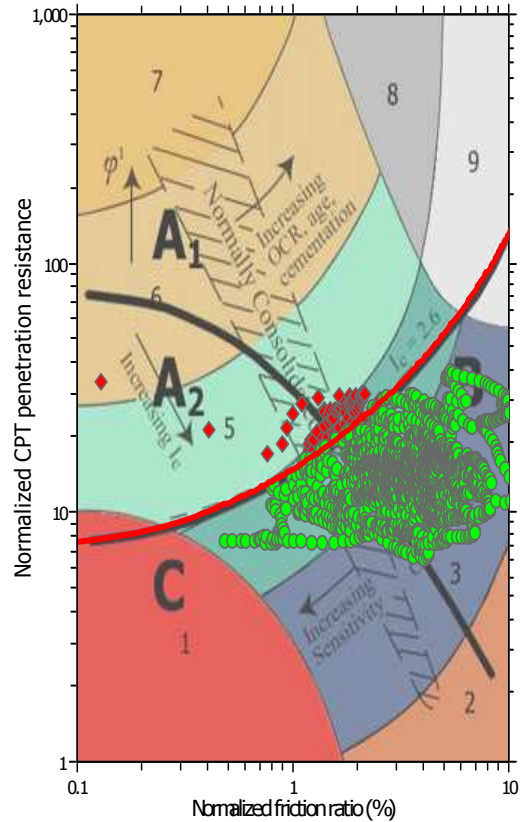 1,000
7
8
9
φ'
Increasing
OCR, age,
cementation
Normally Consolid
A1
100
6
Ic = 2.6
Increasing Ic
A2
5
10
C
1
3
Increasing
Sensitivity
2
1
0.1
1
10
Normalized CPT penetration resistance
Normalized friction ratio (%)